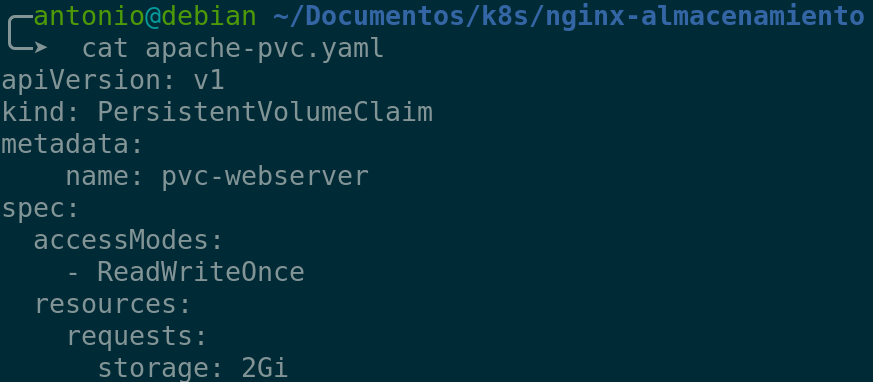 antonio@debian ~/Documentos/k8s/nginx-almacenamiento
➤ cat apache-pvc.yaml
apiVersion: v1
kind: PersistentVolumeClaim
metadata:
    name: pvc-webserver
spec:
  accessModes:
    - ReadWriteOnce
  resources:
    requests:
      storage: 2Gi